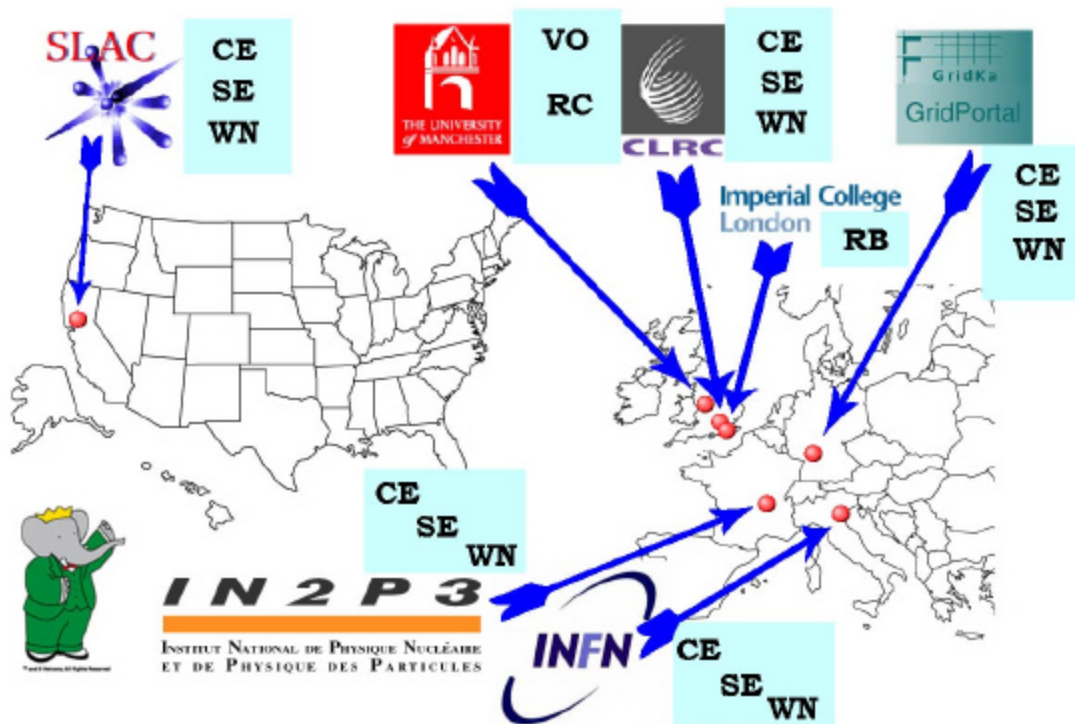 SLAC
CE
SE
WN
THE UNIVERSITY
of MANCHESTER
VO
RC
CLRC
CE
SE
WN
GridKa
GridPortal
CE
SE
WN
Imperial College
London
RB
CE
SE
WN
IN2P3
INSTITUT NATIONAL DE PHYSIQUE NUCLÉAIRE
ET DE PHYSIQUE DES PARTICULES
INFN
CE
SE
WN